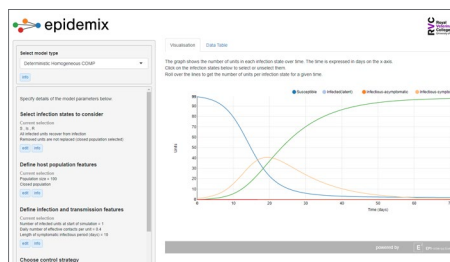 epidemix
RVC
Royal
Veterinary
College
Select model type
Deterministic Homogeneous COMP
info
Specify details of the model parameters below.
Select infection states to consider
Current selection
All infected units recover from infection
Removed units are not replaced (closed population selected)
edit info
Define host population features
Current selection
Population size = 100
Closed population
edit info
Define infection and transmission features
Current selection
Number of infected units at start of simulation = 1
Daily number of effective contacts per unit = 0.4
Length of symptomatic infectious period (days) = 10
edit info
Choose control strategy
Visualisation Data Table
The graph shows the number of units in each infection state over time. The time is expressed in days on the x axis.
Click on the infection states below to select or unselect them.
Roll over the lines to get the number of units per infection state for a given time.
Susceptible Infected(latent) Infectious-asymptomatic Infectious-sympto
99
90
80
70
60
50
40
30
20
10
0
Units
0 10 20 30 40 50 60 70
Time (days)
powered by